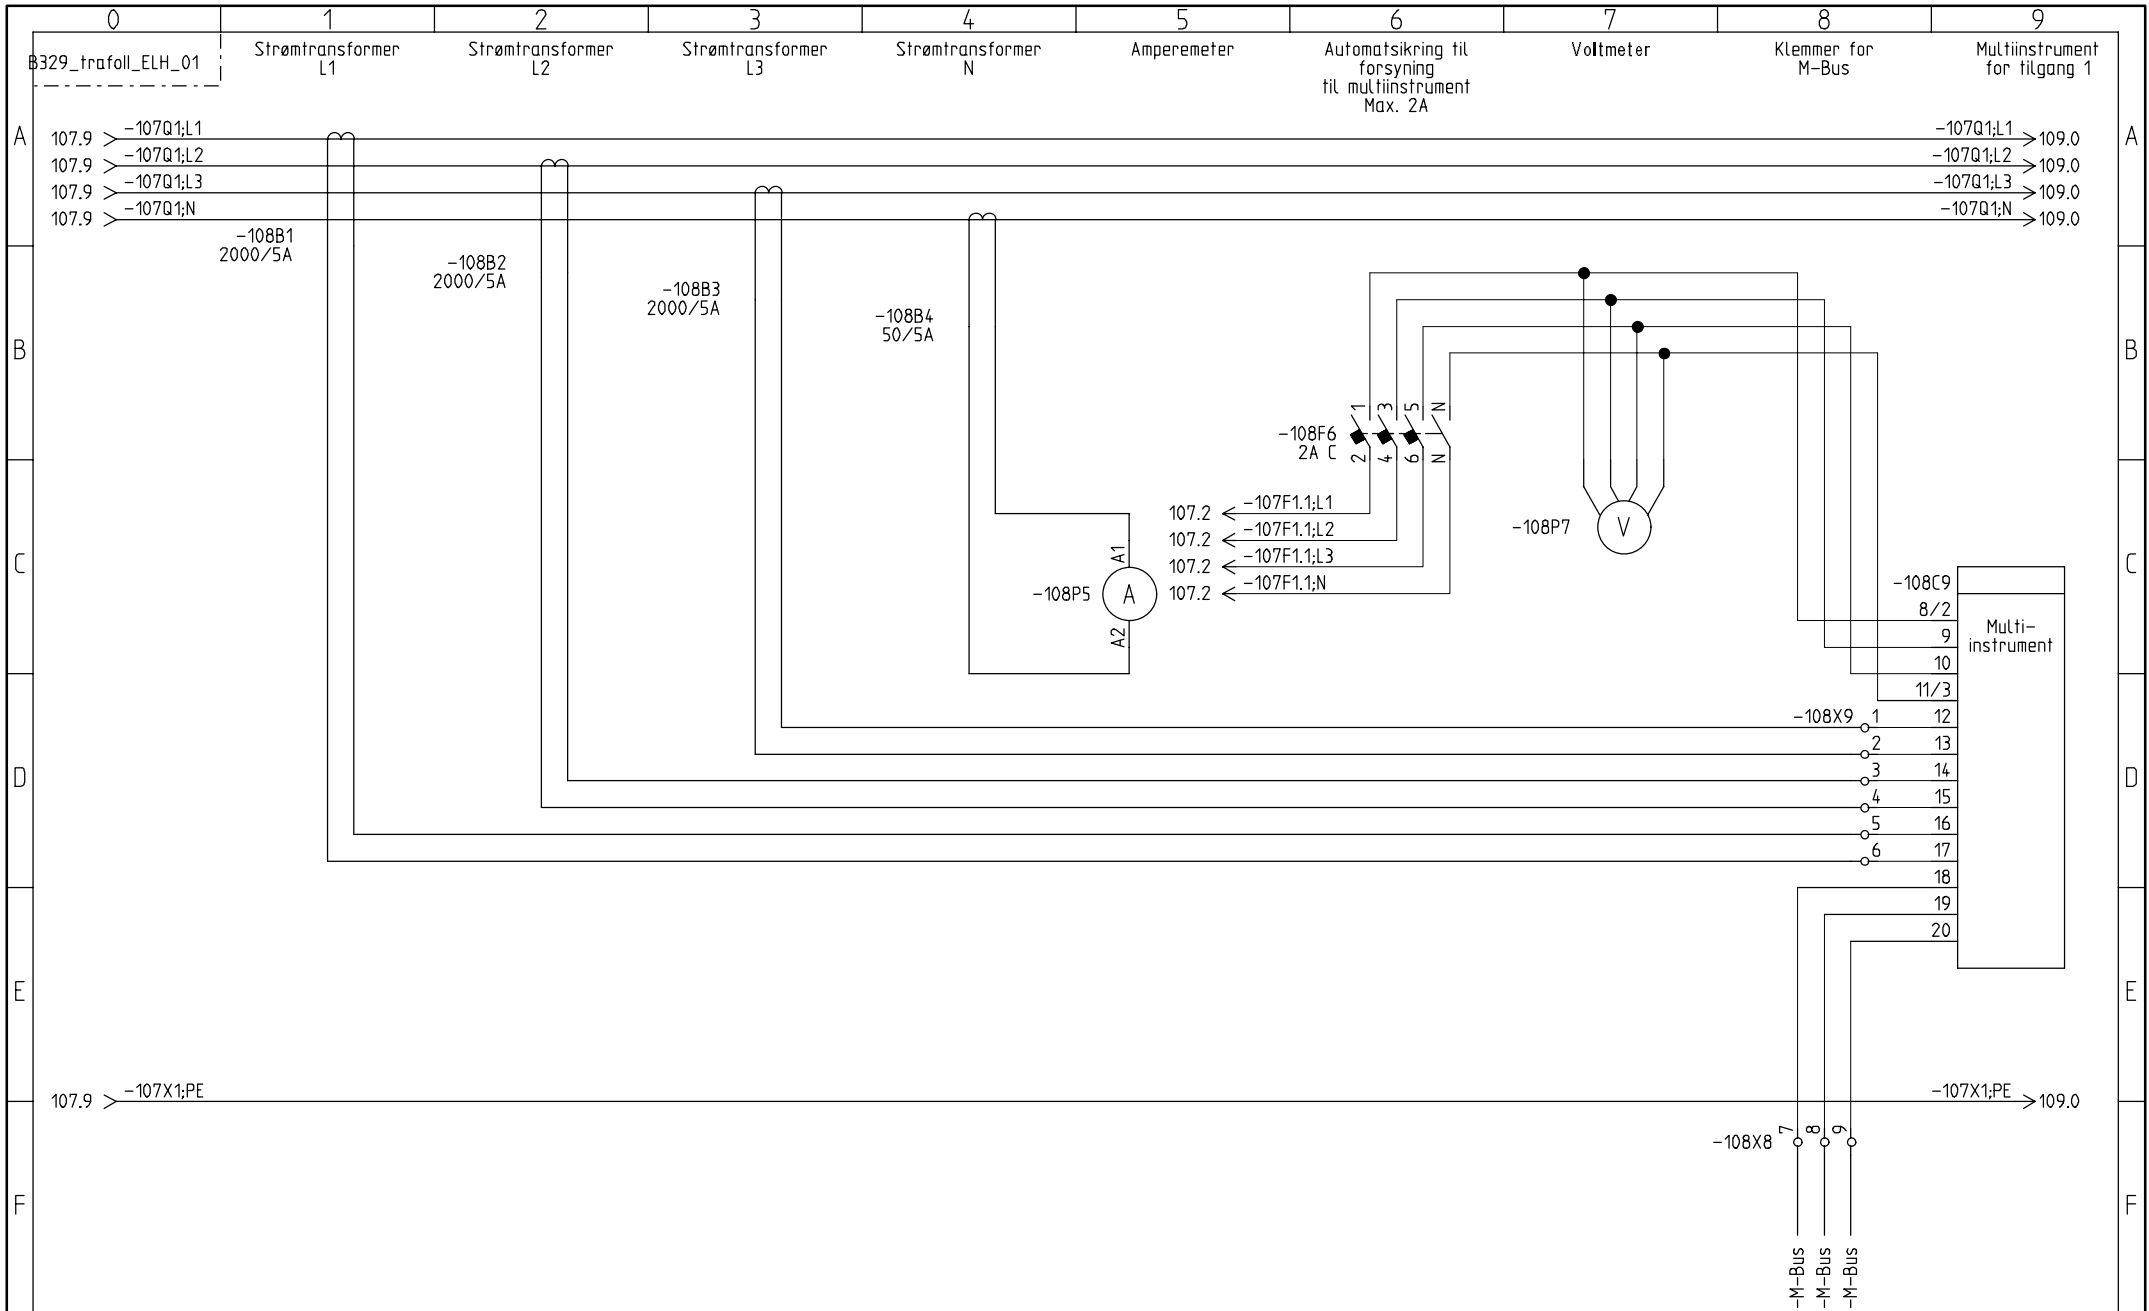 0 1 2 3 4 5 6 7 8 9
B329_trafoII_ELH_01
Strømtransformer
L1
Strømtransformer
L2
Strømtransformer
L3
Strømtransformer
N
Amperemeter
Automatsikring til
forsyning
til multiinstrument
Max. 2A
Voltmeter
Klemmer for
M-Bus
Multiinstrument
for tilgang 1
A
A
107.9 -107Q1;L1
-107Q1;L1 109.0
107.9 -107Q1;L2
-107Q1;L2 109.0
107.9 -107Q1;L3
-107Q1;L3 109.0
107.9 -107Q1;N
-107Q1;N 109.0
-108B1
2000/5A
-108B2
2000/5A
-108B3
2000/5A
-108B4
50/5A
B
B
1 3 5 N
-108F6
2A C
2 4 6 N
107.2 -107F1.1;L1
107.2 -107F1.1;L2
107.2 -107F1.1;L3
107.2 -107F1.1;N
-108P7
V
C
C
A1
-108P5
A
A2
-108C9
Multi-
instrument
8/2
9
10
11/3
-108X9 1 12
2 13
3 14
4 15
5 16
6 17
18
19
20
D
D
E
E
107.9 -107X1;PE
-107X1;PE 109.0
-108X8 7 8 9
F
F
-M-Bus
-M-Bus
-M-Bus